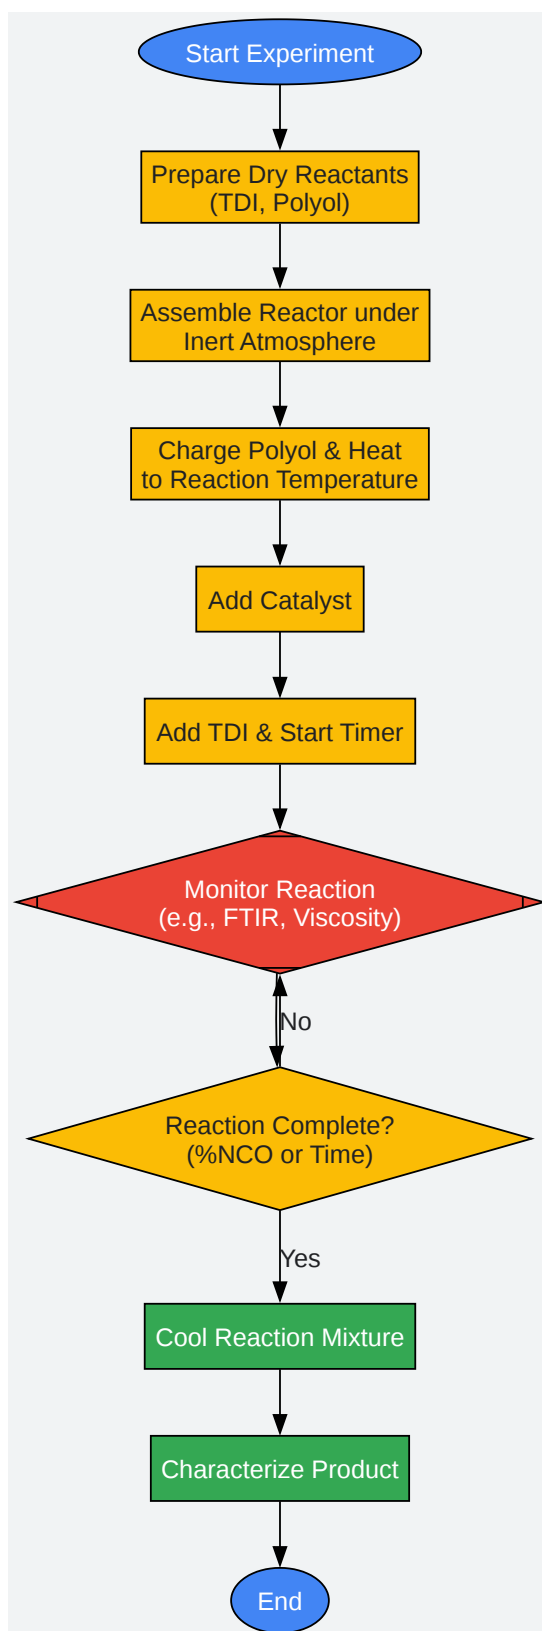 Start Experiment
Prepare Dry Reactants
(TDI, Polyol)
Assemble Reactor under
Inert Atmosphere
Charge Polyol & Heat
to Reaction Temperature
Add Catalyst
Add TDI & Start Timer
Monitor Reaction
(e.g., FTIR, Viscosity)
No
Reaction Complete?
(%NCO or Time)
Yes
Cool Reaction Mixture
Characterize Product
End